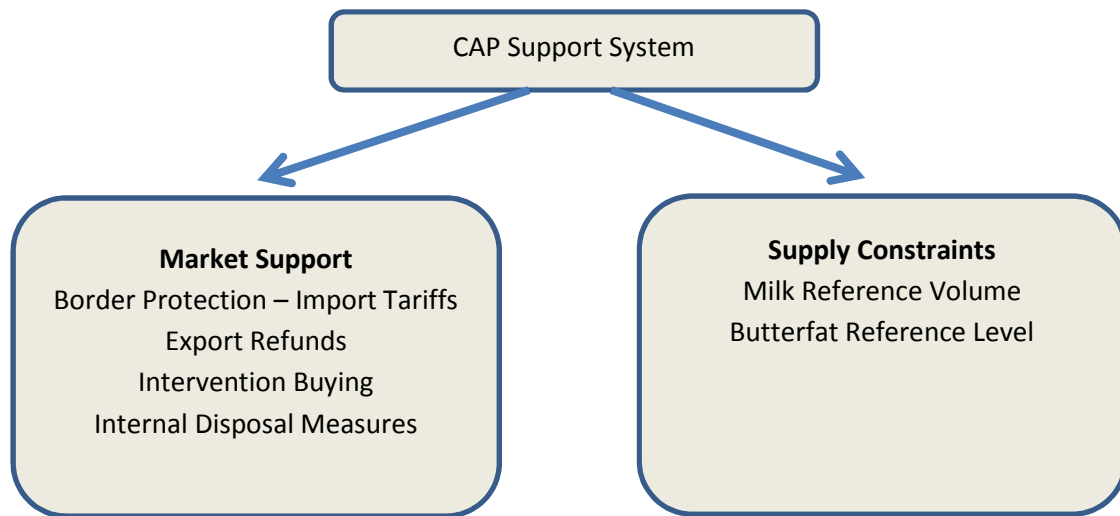 CAP Support System
Market Support
Border Protection – Import Tariffs
Export Refunds
Intervention Buying
Internal Disposal Measures
Supply Constraints
Milk Reference Volume
Butterfat Reference Level